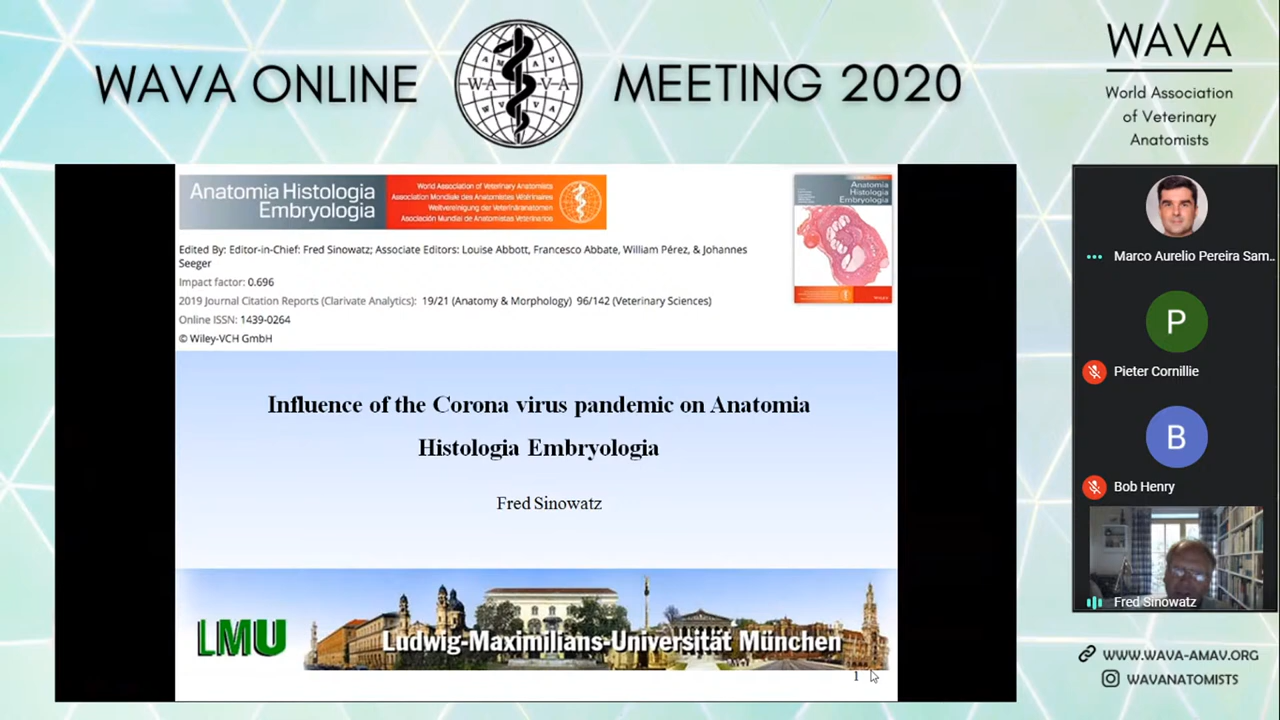 WAVA ONLINE
MEETING 2020
AMAV
WAVA
WAVA
WAVA
World Association
of Veterinary
Anatomists
Anatomia Histologia
Embryologia
World Association of Veterinary Anatomists
Association Mondiale des Anatomistes Vétérinaires
Weltvereinigung der Veterinäranatomen
Asociación Mundial de Anatomistas Veterinarios
Anatomia
Histologia
Embryologia
Edited By: Editor-in-Chief: Fred Sinowatz; Associate Editors: Louise Abbott, Francesco Abbate, William Pérez, & Johannes
Seeger
Impact factor: 0.696
2019 Journal Citation Reports (Clarivate Analytics): 19/21 (Anatomy & Morphology) 96/142 (Veterinary Sciences)
Online ISSN: 1439-0264
© Wiley-VCH GmbH
Influence of the Corona virus pandemic on Anatomia
Histologia Embryologia
Fred Sinowatz
LMU
Ludwig-Maximilians-Universität München
1
Marco Aurelio Pereira Sam...
P
Pieter Cornillie
B
Bob Henry
Fred Sinowatz
WWW.WAVA-AMAV.ORG
WAVANATOMISTS